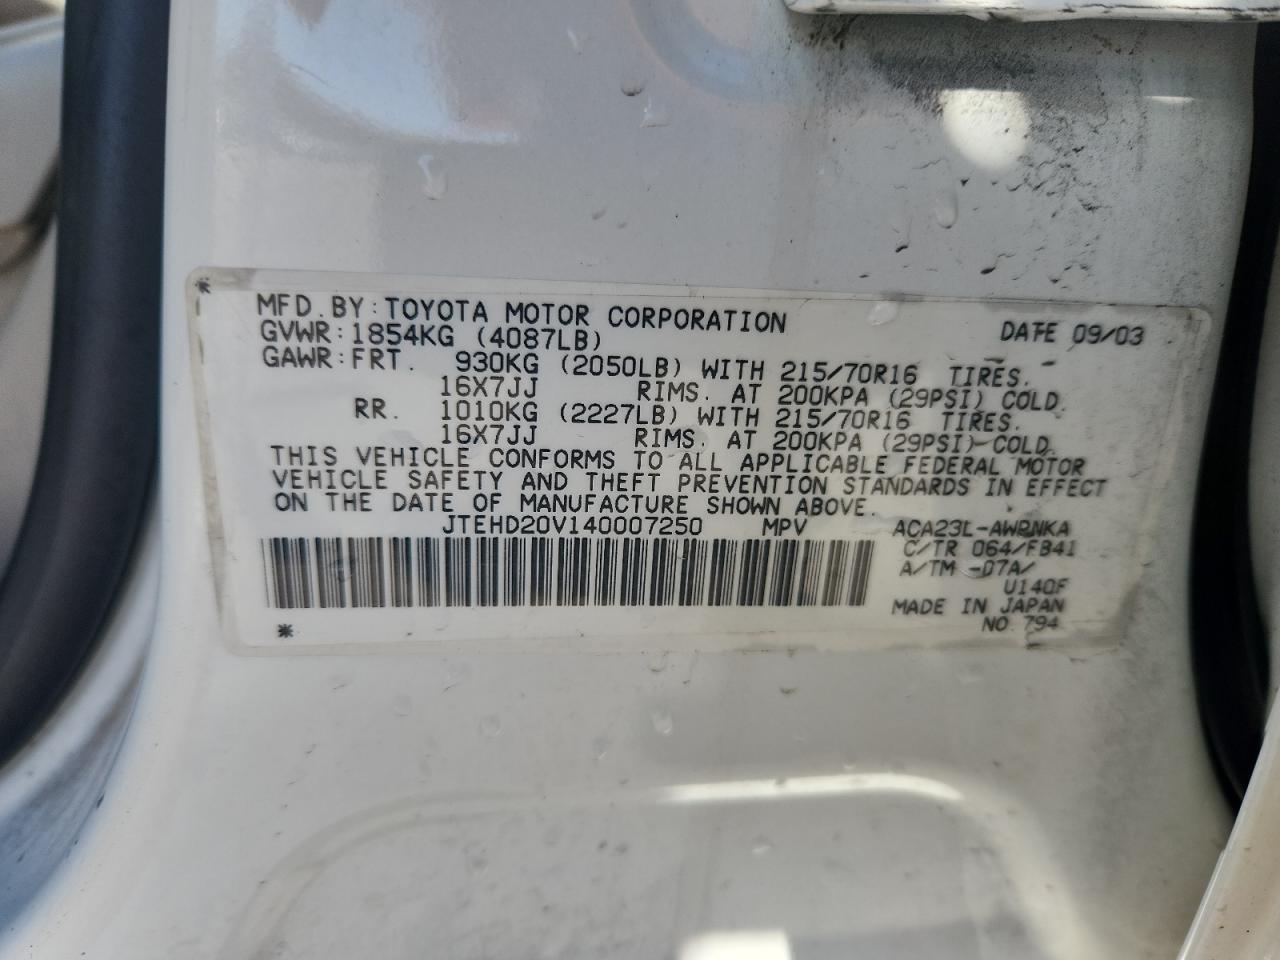 MFD. BY: TOYOTA MOTOR CORPORATION DATE 09/03
GVWR: 1854KG (4087LB)
GAWR: FRT. 930KG (2050LB) WITH 215/70R16 TIRES.
16X7JJ RIMS. AT 200KPA (29PSI) COLD.
RR. 1010KG (2227LB) WITH 215/70R16 TIRES.
16X7JJ RIMS. AT 200KPA (29PSI) COLD.
THIS VEHICLE CONFORMS TO ALL APPLICABLE FEDERAL MOTOR
VEHICLE SAFETY AND THEFT PREVENTION STANDARDS IN EFFECT
ON THE DATE OF MANUFACTURE SHOWN ABOVE.
JTEHD20V140007250 MPV ACA23L-AWPNKA
C/TR 064/FB41
A/TM -07A/
U140F
MADE IN JAPAN
NO. 794